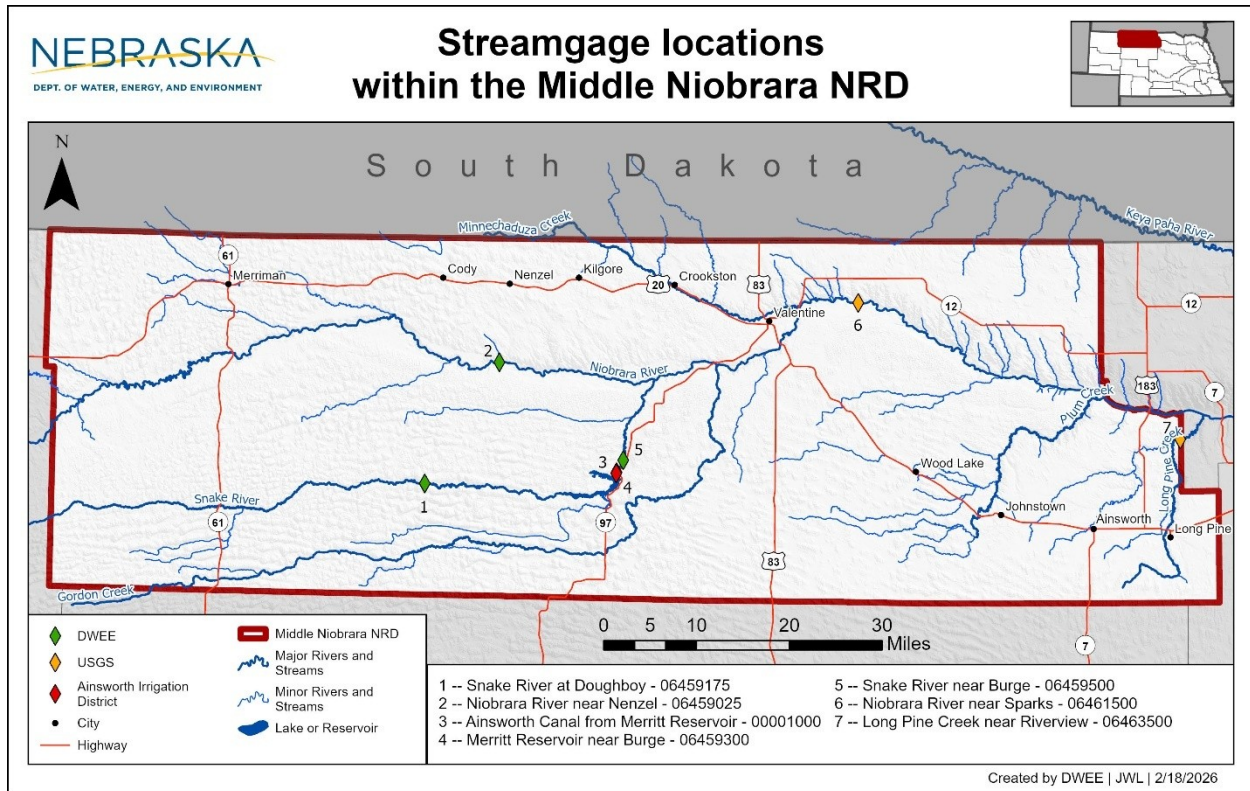 NEBRASKA
DEPT. OF WATER, ENERGY, AND ENVIRONMENT
Streamgage locations
within the Middle Niobrara NRD
N
South Dakota
Minnechaduza Creek
Keya Paha River
61
Merriman
Cody
Nenzel
Kilgore
20
Crookston
83
Valentine
12
12
6
2
Niobrara River
Plum Creek
183
7
7
Long Pine Creek
5
3
4
1
Snake River
61
97
Wood Lake
Johnstown
Ainsworth
Long Pine
83
Gordon Creek
7
0 5 10 20 30
Miles
DWEE
USGS
Ainsworth Irrigation
District
City
Highway
Middle Niobrara NRD
Major Rivers and
Streams
Minor Rivers and
Streams
Lake or Reservoir
1 -- Snake River at Doughboy - 06459175
2 -- Niobrara River near Nenzel - 06459025
3 -- Ainsworth Canal from Merritt Reservoir - 00001000
4 -- Merritt Reservoir near Burge - 06459300
5 -- Snake River near Burge - 06459500
6 -- Niobrara River near Sparks - 06461500
7 -- Long Pine Creek near Riverview - 06463500
Created by DWEE | JWL | 2/18/2026